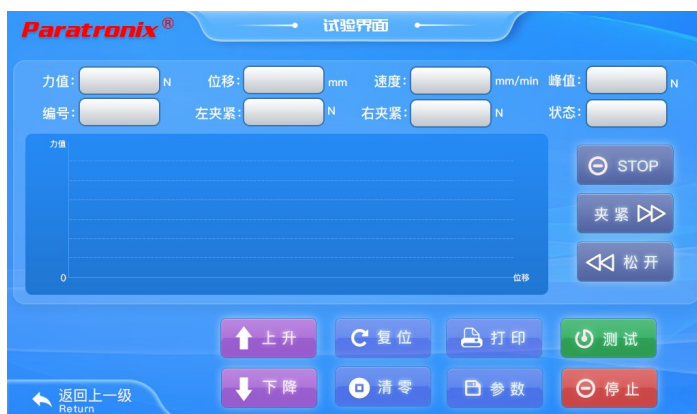 Paratronix®
试验界面
力值: N 位移: mm 速度: mm/min 峰值: N
编号: 左夹紧: N 右夹紧: N 状态:
力值
STOP
夹紧
松开
0 位移
上升 复位 打印 测试
下降 清零 参数 停止
返回上一级
Return